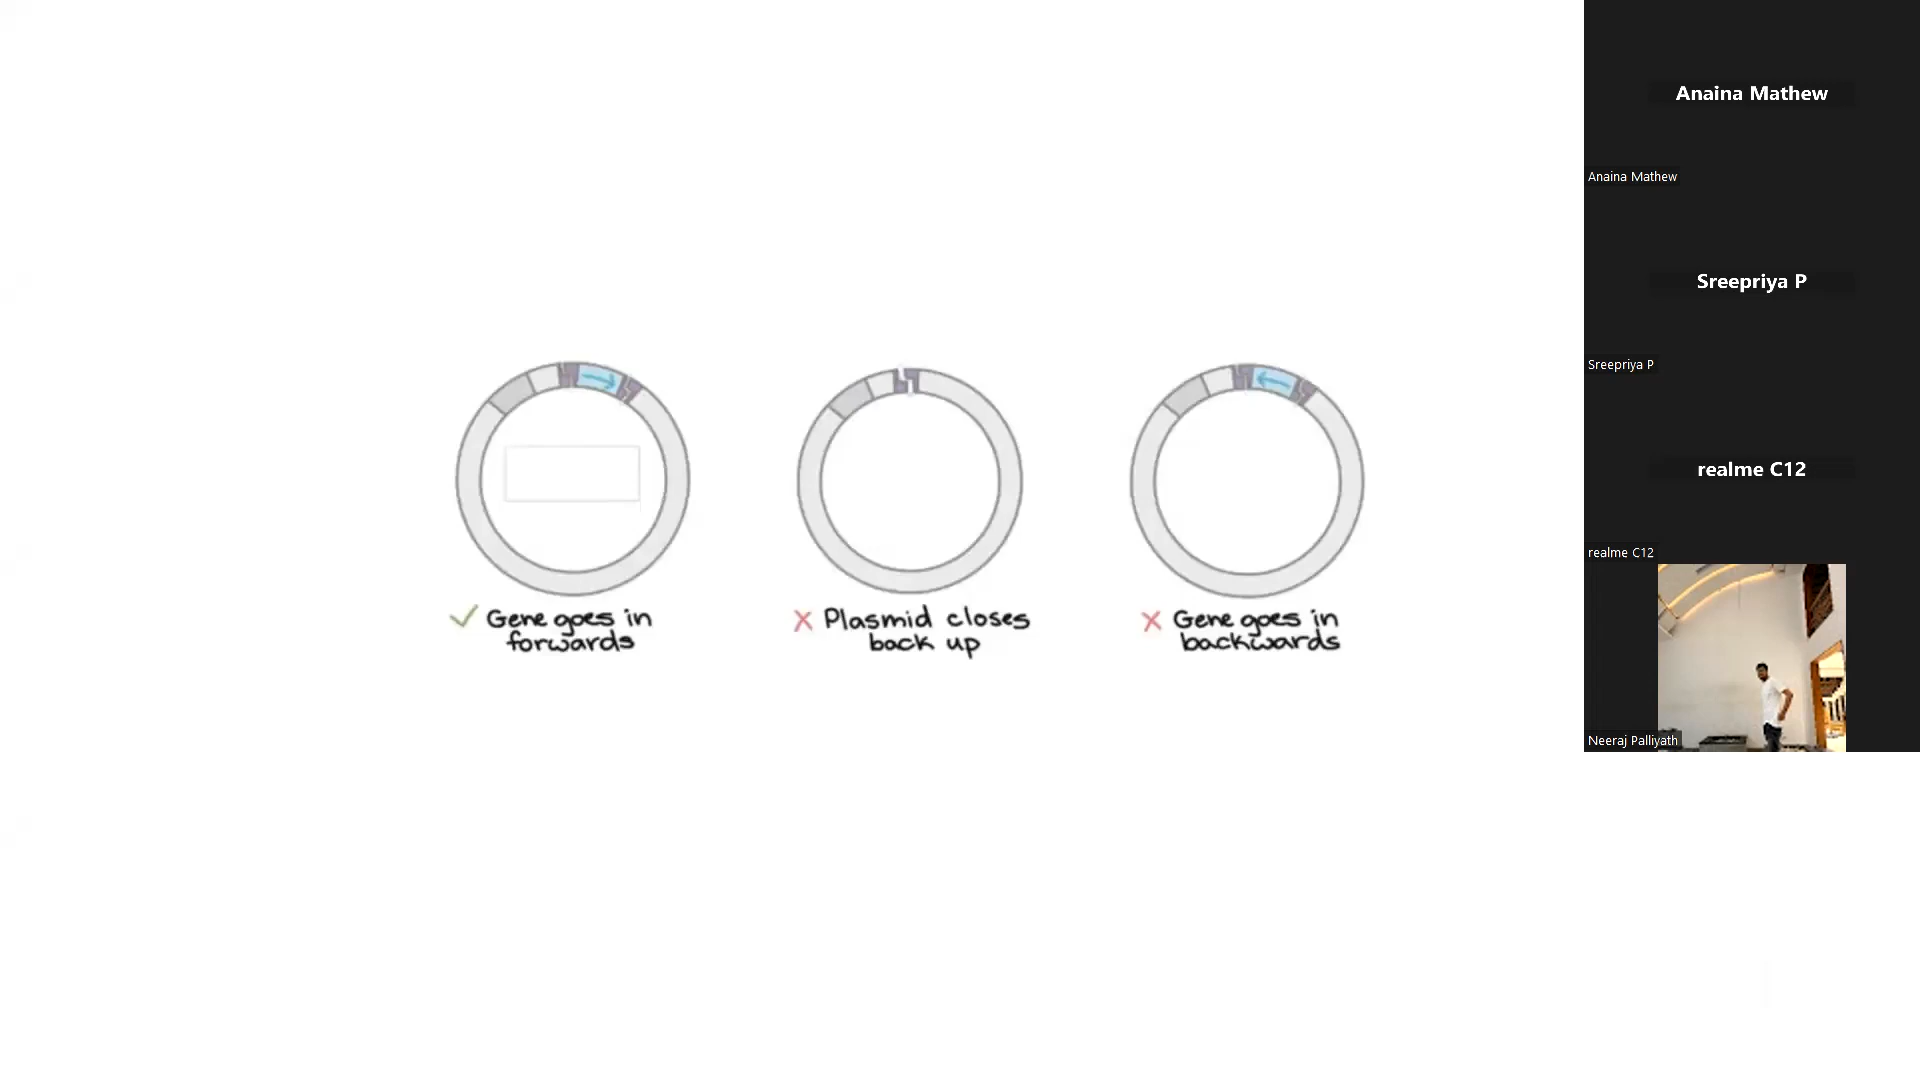 Gene goes in
forwards
Plasmid closes
back up
Gene goes in
backwards
Anaina Mathew
Anaina Mathew
Sreepriya P
Sreepriya P
realme C12
realme C12
Neeraj Palliyath